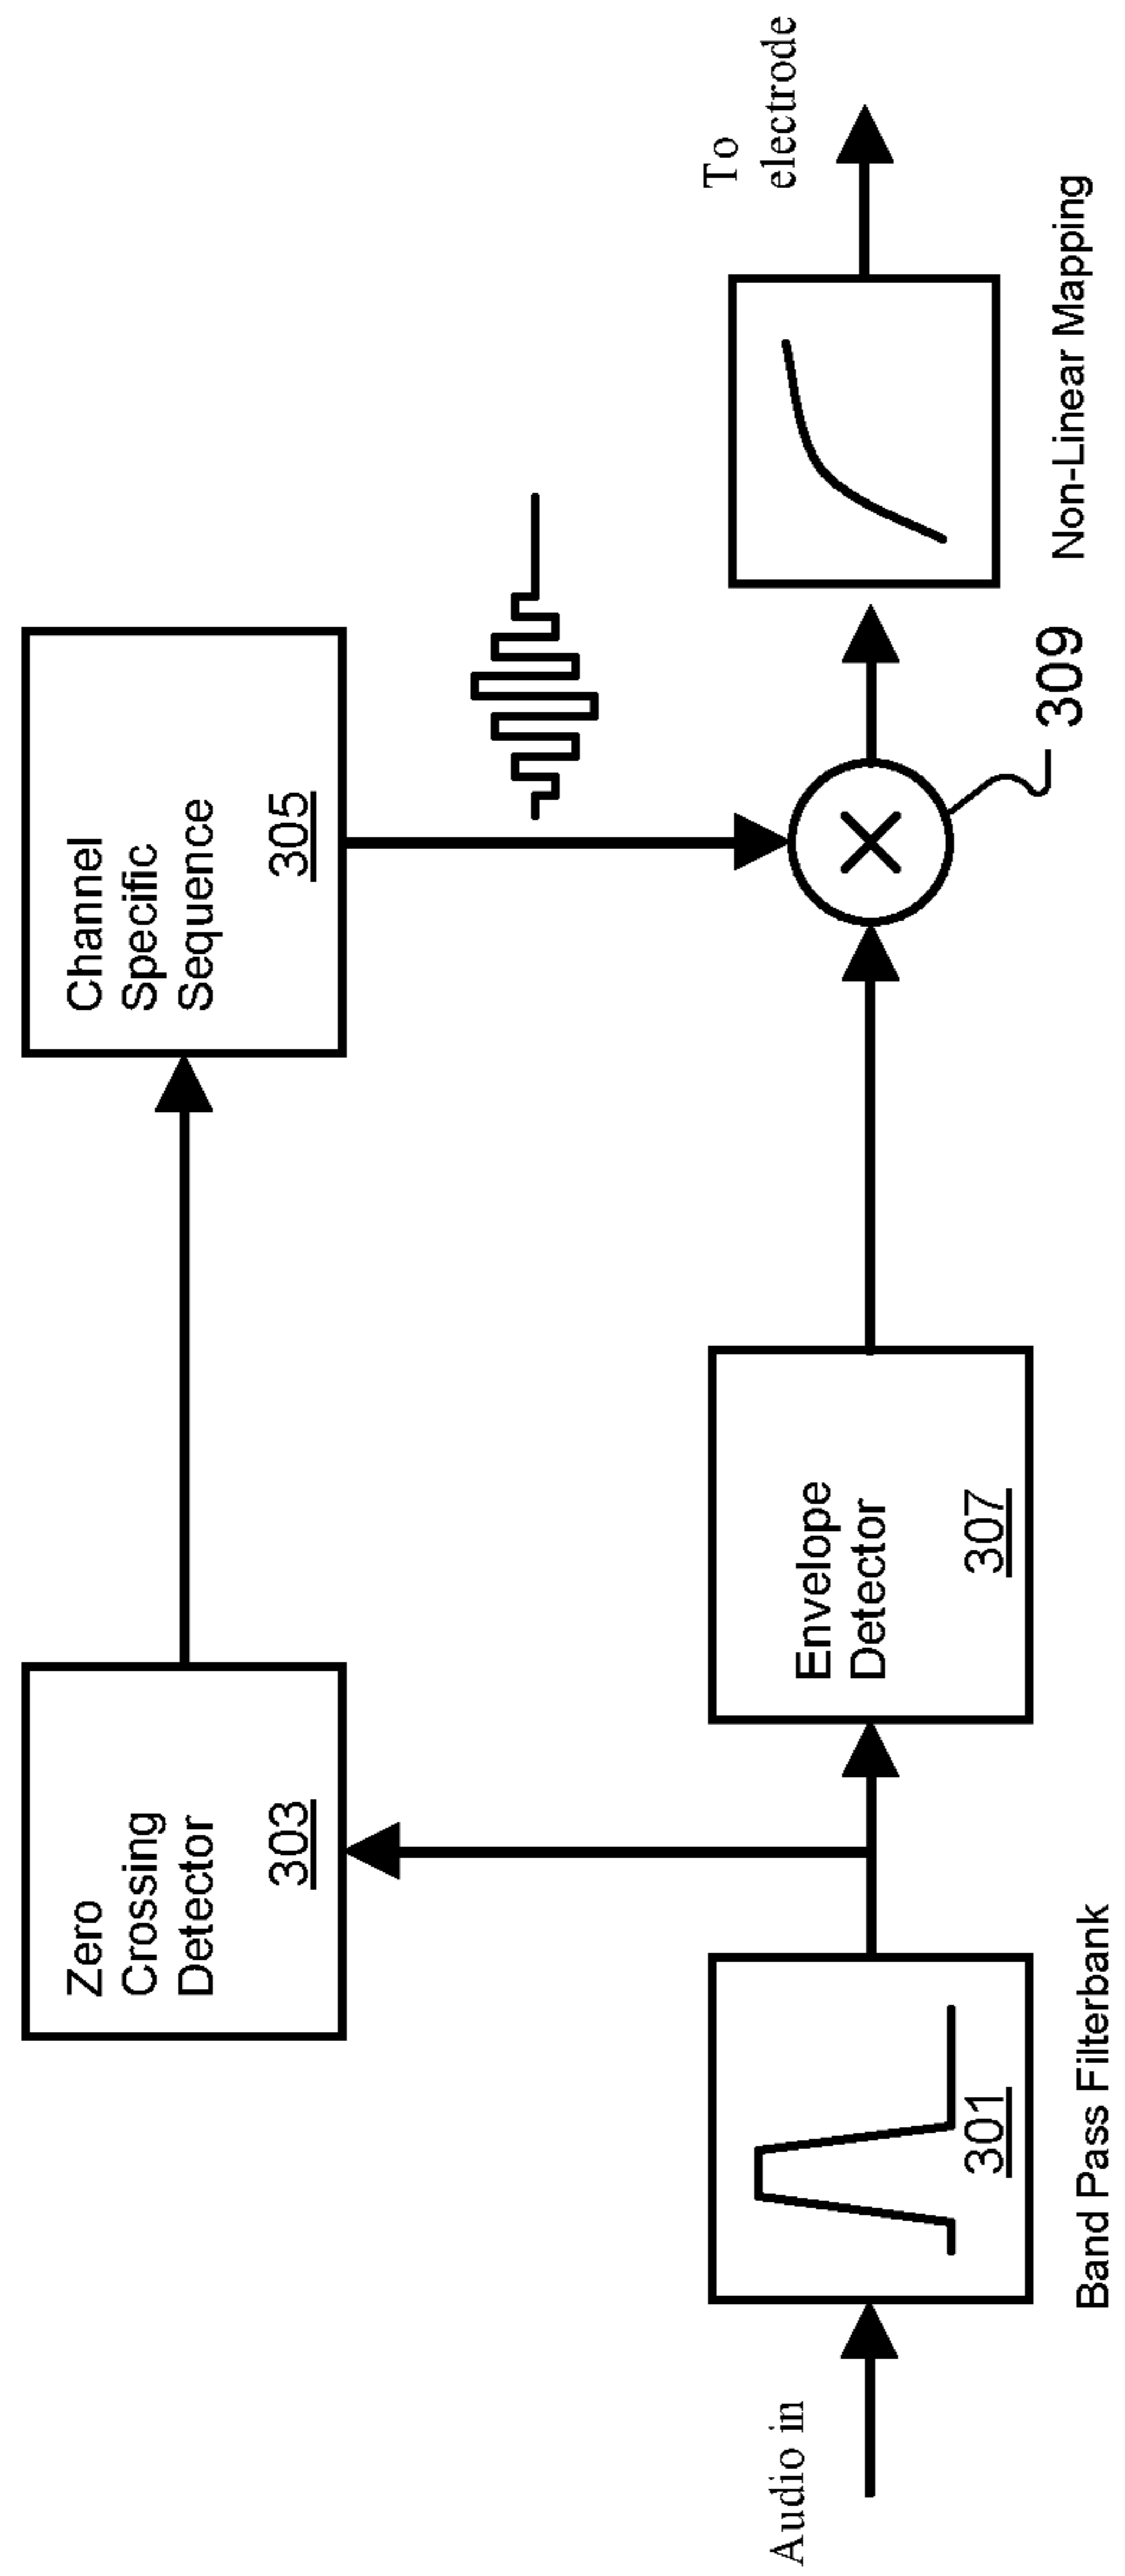 Zero
Crossing
Detector
303
Channel
Specific
Sequence
305
Audio in
301
Band Pass Filterbank
Envelope
Detector
307
309
To
electrode
Non-Linear Mapping